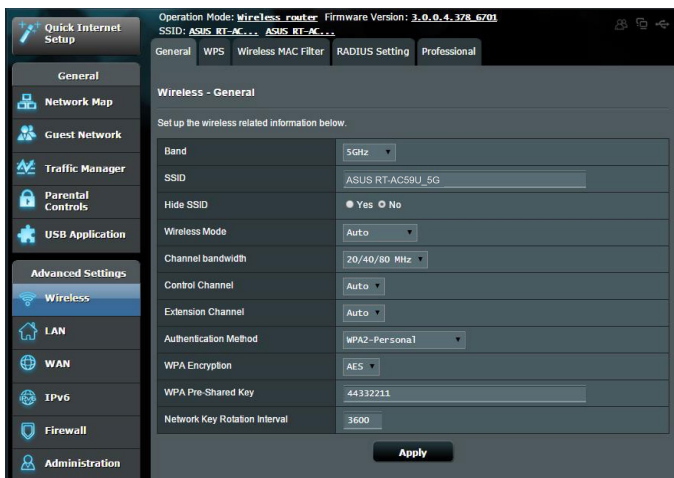 Quick Internet
Setup
Operation Mode: Wireless router Firmware Version: 3.0.0.4.378_6701
SSID: ASUS RT-AC... ASUS RT-AC...
General WPS Wireless MAC Filter RADIUS Setting Professional
General
Network Map
Guest Network
Traffic Manager
Parental
Controls
USB Application
Advanced Settings
Wireless
LAN
WAN
IPv6
Firewall
Administration
Wireless - General
Set up the wireless related information below.
Band 5GHz
SSID ASUS RT-AC59U_5G
Hide SSID Yes No
Wireless Mode Auto
Channel bandwidth 20/40/80 MHz
Control Channel Auto
Extension Channel Auto
Authentication Method WPA2-Personal
WPA Encryption AES
WPA Pre-Shared Key 44332211
Network Key Rotation Interval 3600
Apply